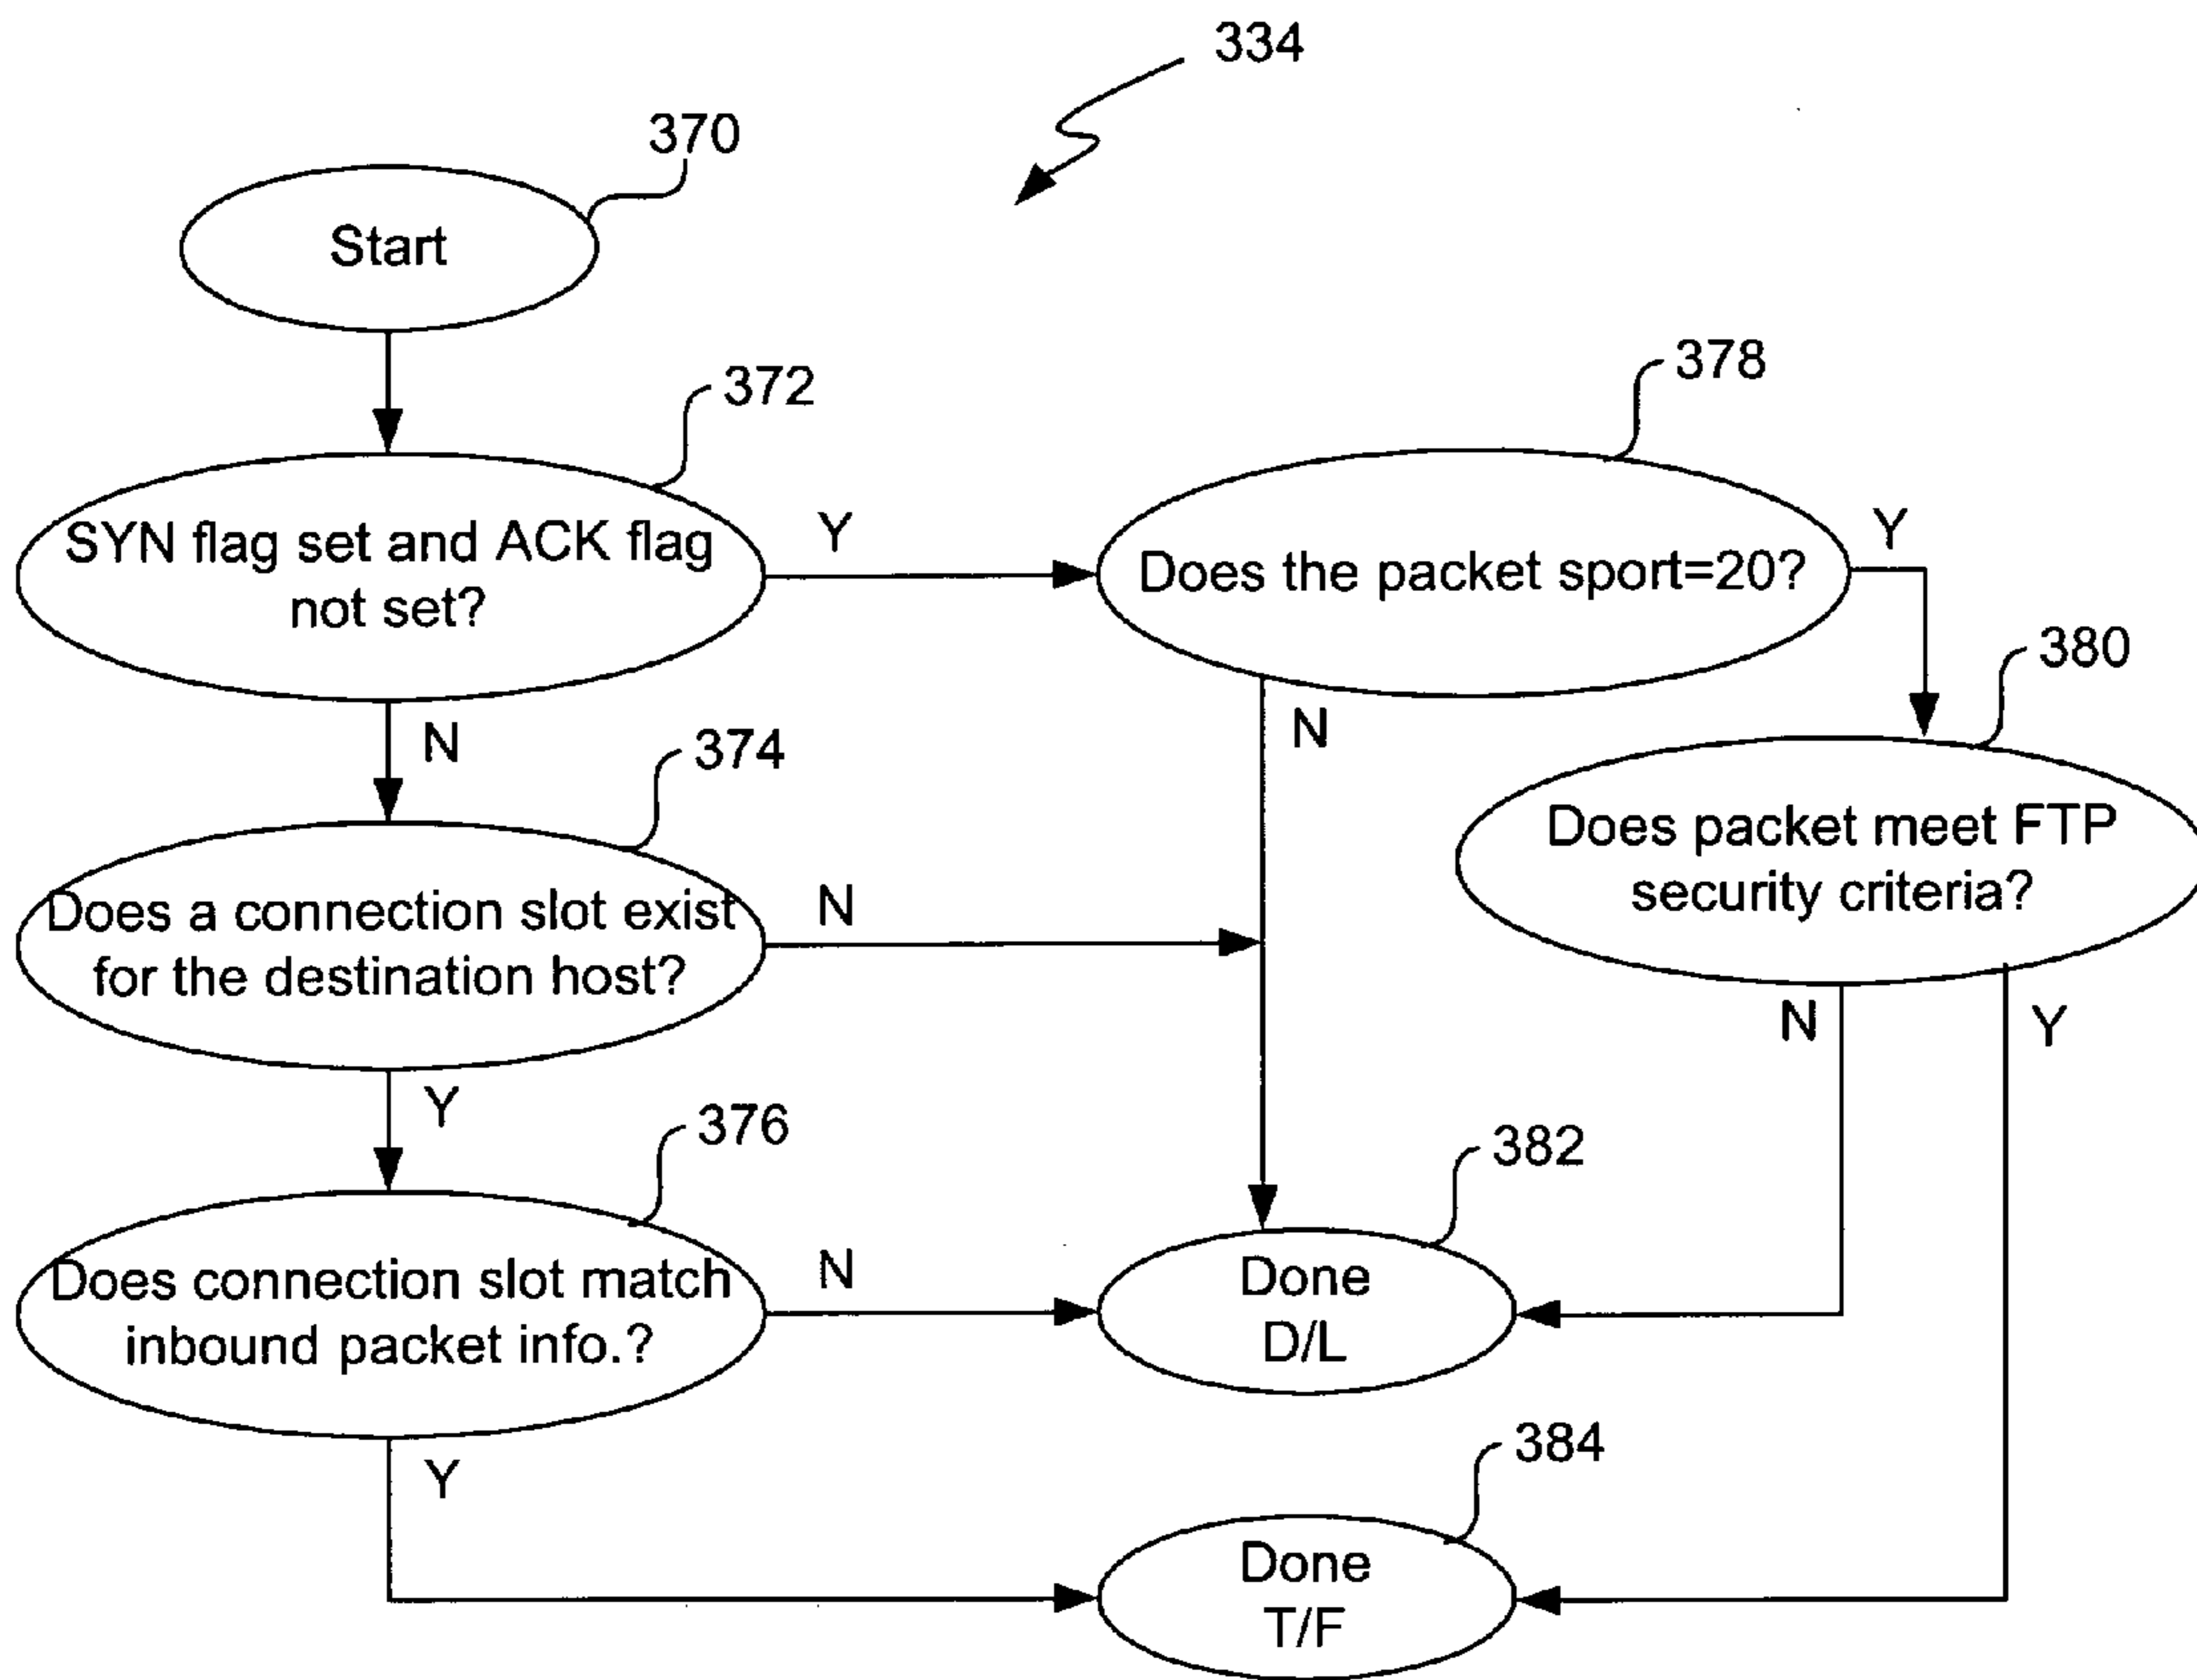 334
370
Start
372
SYN flag set and ACK flag
not set?
Y
N
378
Does the packet sport=20?
Y
N
380
Does packet meet FTP
security criteria?
N
Y
374
Does a connection slot exist
for the destination host?
N
Y
376
Does connection slot match
inbound packet info.?
N
Y
382
Done
D/L
384
Done
T/F